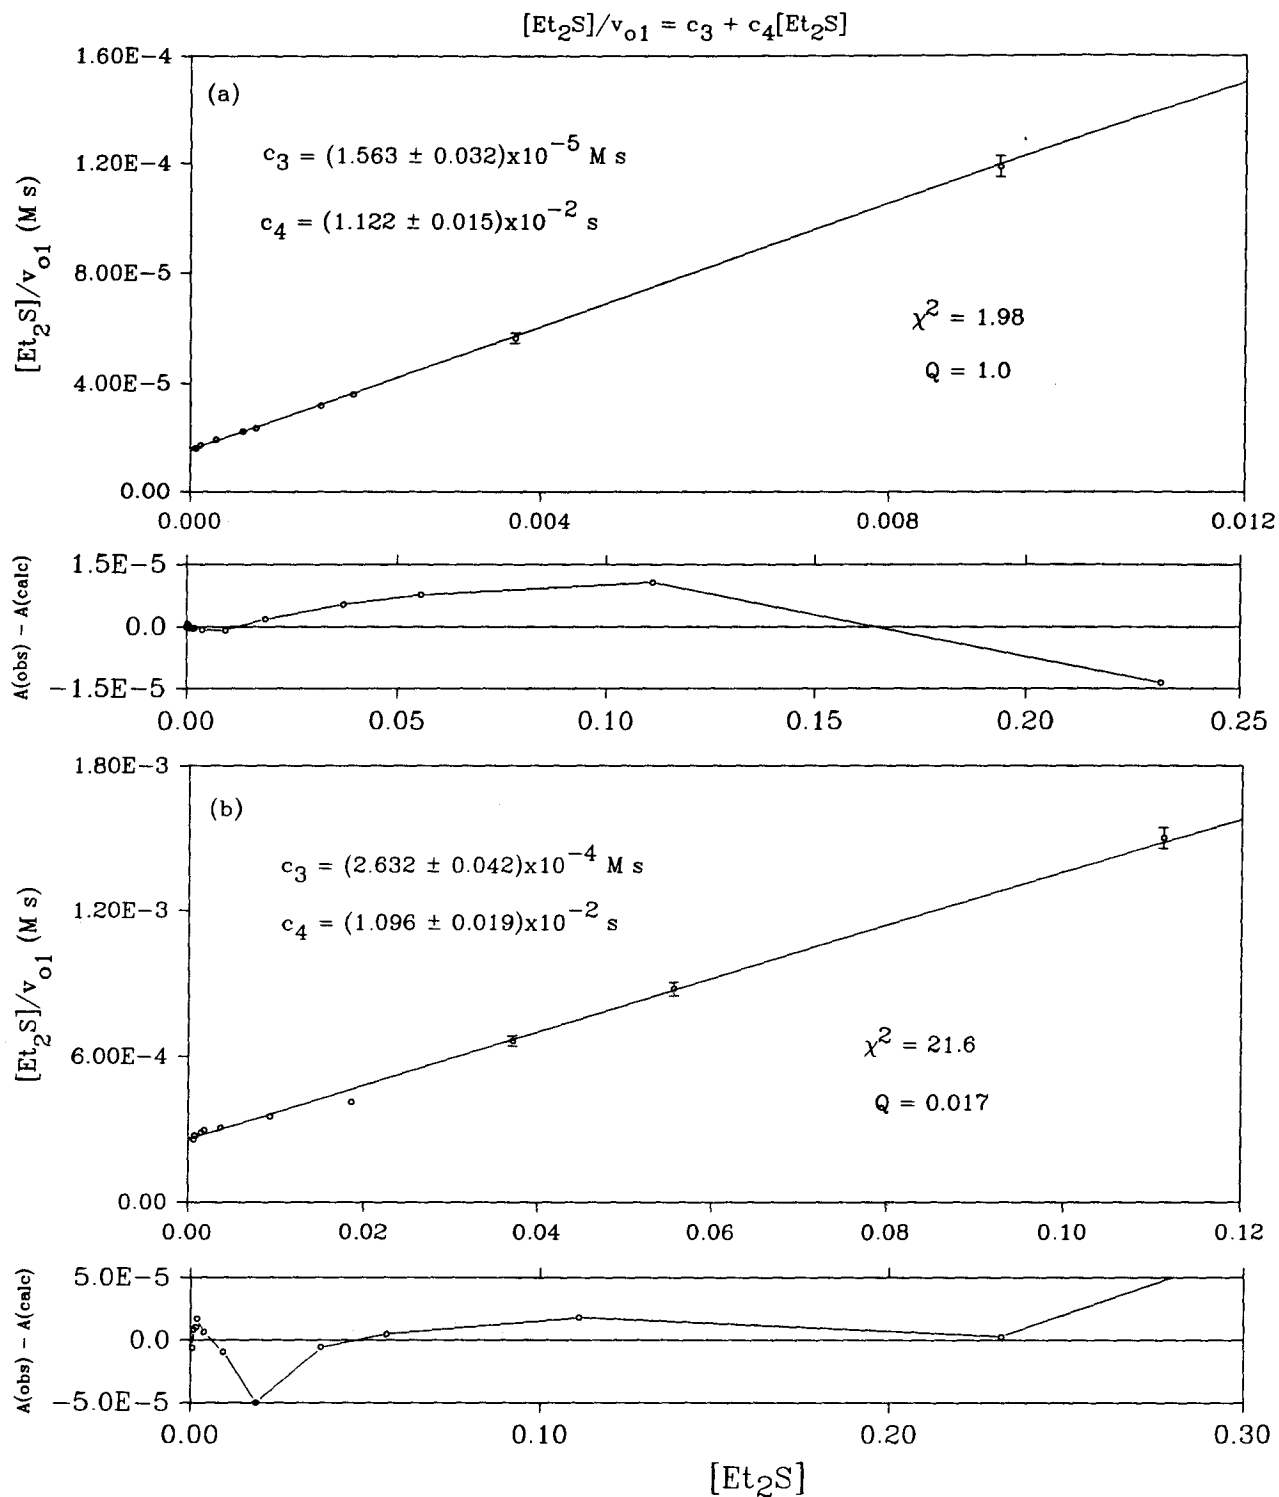 [Et₂S]/vₒ₁ = c₃ + c₄[Et₂S]
1.60E−4
(a)
c₃ = (1.563 ± 0.032)x10⁻⁵ M s
1.20E−4
c₄ = (1.122 ± 0.015)x10⁻² s
[Et₂S]/vₒ₁ (M s)
8.00E−5
χ² = 1.98
Q = 1.0
4.00E−5
0.00
0.000 0.004 0.008 0.012
A(obs) − A(calc)
1.5E−5
0.0
−1.5E−5
0.00 0.05 0.10 0.15 0.20 0.25
1.80E−3
(b)
c₃ = (2.632 ± 0.042)x10⁻⁴ M s
1.20E−3
c₄ = (1.096 ± 0.019)x10⁻² s
[Et₂S]/vₒ₁ (M s)
6.00E−4
χ² = 21.6
Q = 0.017
0.00
0.00 0.02 0.04 0.06 0.08 0.10 0.12
A(obs) − A(calc)
5.0E−5
0.0
−5.0E−5
0.00 0.10 0.20 0.30
[Et₂S]